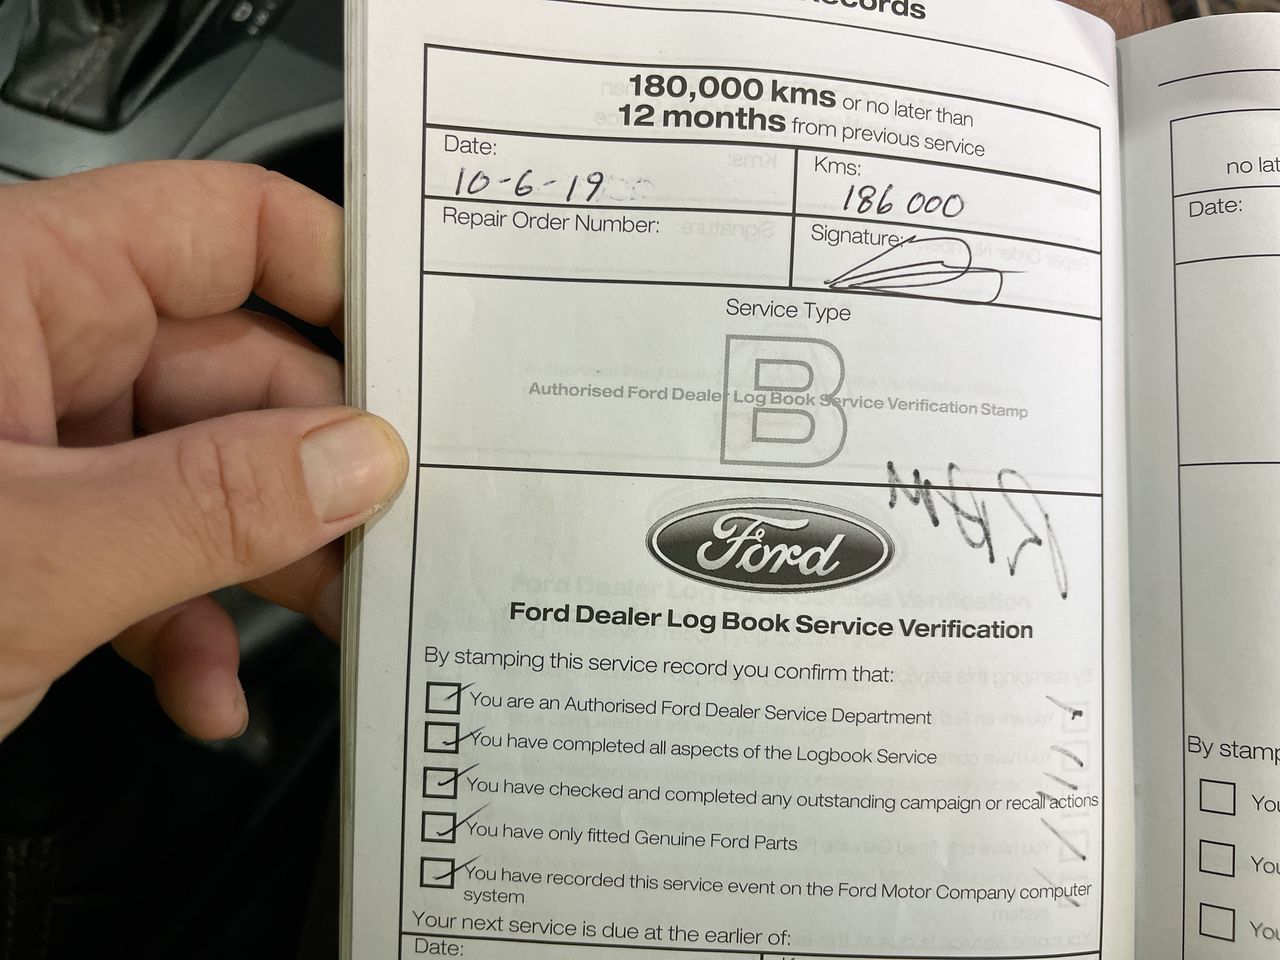 180,000 kms or no later than
12 months from previous service
Date:
10-6-19
Kms:
186 000
Repair Order Number:
Signature:
Service Type
B
Authorised Ford Dealer Log Book Service Verification Stamp
Ford
Ford Dealer Log Book Service Verification
By stamping this service record you confirm that:
You are an Authorised Ford Dealer Service Department
You have completed all aspects of the Logbook Service
You have checked and completed any outstanding campaign or recall actions
You have only fitted Genuine Ford Parts
You have recorded this service event on the Ford Motor Company computer
system
Your next service is due at the earlier of:
Date:
no lat
Date:
By stamp
You
You
You